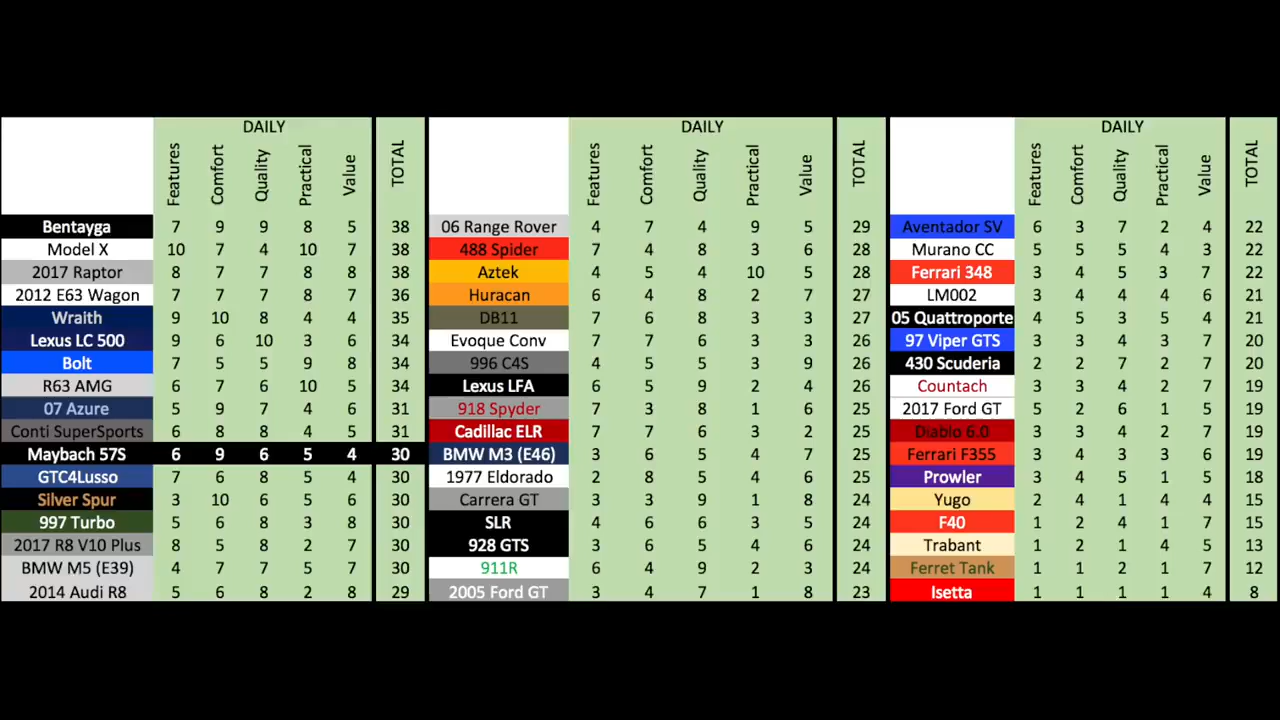 DAILY
Features Comfort Quality Practical Value TOTAL
Bentayga 7 9 9 8 5 38
Model X 10 7 4 10 7 38
2017 Raptor 8 7 7 8 8 38
2012 E63 Wagon 7 7 7 8 7 36
Wraith 9 10 8 4 4 35
Lexus LC 500 9 6 10 3 6 34
Bolt 7 5 5 9 8 34
R63 AMG 6 7 6 10 5 34
07 Azure 5 9 7 4 6 31
Conti SuperSports 6 8 8 4 5 31
Maybach 57S 6 9 6 5 4 30
GTC4Lusso 7 6 8 5 4 30
Silver Spur 3 10 6 5 6 30
997 Turbo 5 6 8 3 8 30
2017 R8 V10 Plus 8 5 8 2 7 30
BMW M5 (E39) 4 7 7 5 7 30
2014 Audi R8 5 6 8 2 8 29
DAILY
Features Comfort Quality Practical Value TOTAL
06 Range Rover 4 7 4 9 5 29
488 Spider 7 4 8 3 6 28
Aztek 4 5 4 10 5 28
Huracan 6 4 8 2 7 27
DB11 7 6 8 3 3 27
Evoque Conv 7 7 6 3 3 26
996 C4S 4 5 5 3 9 26
Lexus LFA 6 5 9 2 4 26
918 Spyder 7 3 8 1 6 25
Cadillac ELR 7 7 6 3 2 25
BMW M3 (E46) 3 6 5 4 7 25
1977 Eldorado 2 8 5 4 6 25
Carrera GT 3 3 9 1 8 24
SLR 4 6 6 3 5 24
928 GTS 3 6 5 4 6 24
911R 6 4 9 2 3 24
2005 Ford GT 3 4 7 1 8 23
DAILY
Features Comfort Quality Practical Value TOTAL
Aventador SV 6 3 7 2 4 22
Murano CC 5 5 5 4 3 22
Ferrari 348 3 4 5 3 7 22
LM002 3 4 4 4 6 21
05 Quattroporte 4 5 3 5 4 21
97 Viper GTS 3 3 4 3 7 20
430 Scuderia 2 2 7 2 7 20
Countach 3 3 4 2 7 19
2017 Ford GT 5 2 6 1 5 19
Diablo 6.0 3 3 4 2 7 19
Ferrari F355 3 4 3 3 6 19
Prowler 3 4 5 1 5 18
Yugo 2 4 1 4 4 15
F40 1 2 4 1 7 15
Trabant 1 2 1 4 5 13
Ferret Tank 1 1 2 1 7 12
Isetta 1 1 1 1 4 8